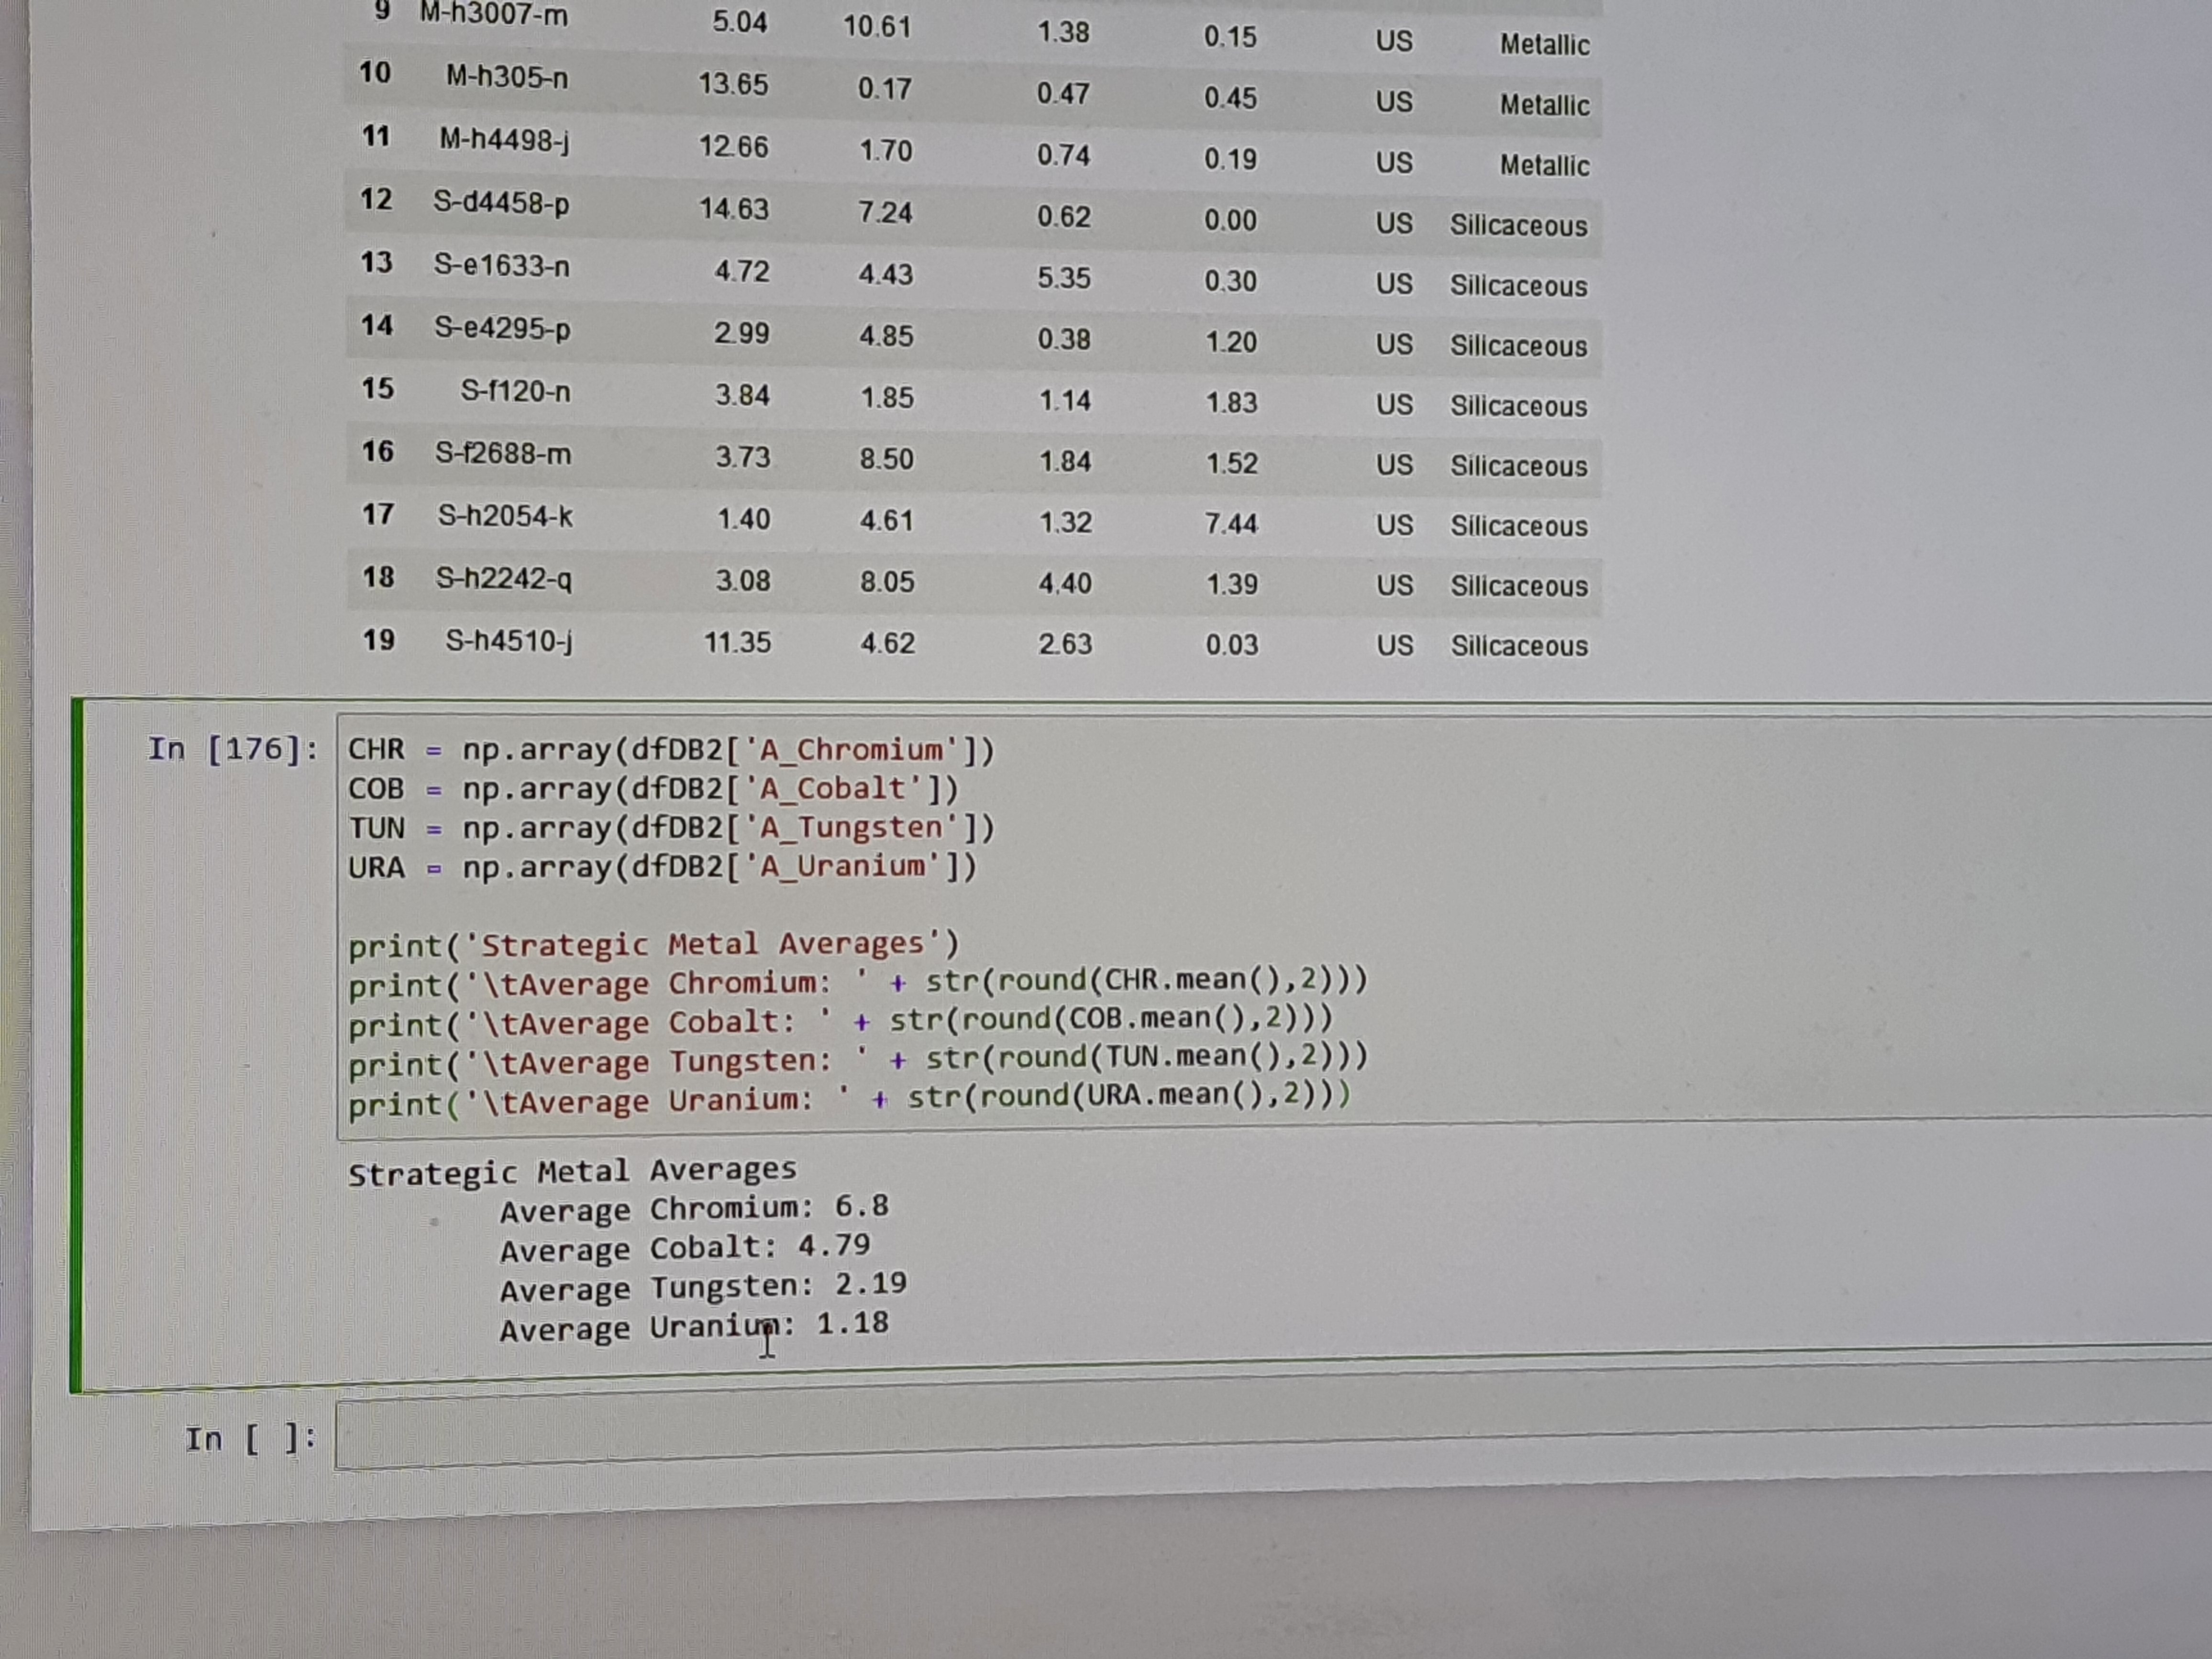 9 M-h3007-m 5.04 10.61 1.38 0.15 US Metallic
10 M-h305-n 13.65 0.17 0.47 0.45 US Metallic
11 M-h4498-j 12.66 1.70 0.74 0.19 US Metallic
12 S-d4458-p 14.63 7.24 0.62 0.00 US Silicaceous
13 S-e1633-n 4.72 4.43 5.35 0.30 US Silicaceous
14 S-e4295-p 2.99 4.85 0.38 1.20 US Silicaceous
15 S-f120-n 3.84 1.85 1.14 1.83 US Silicaceous
16 S-f2688-m 3.73 8.50 1.84 1.52 US Silicaceous
17 S-h2054-k 1.40 4.61 1.32 7.44 US Silicaceous
18 S-h2242-q 3.08 8.05 4.40 1.39 US Silicaceous
19 S-h4510-j 11.35 4.62 2.63 0.03 US Silicaceous
In [176]: CHR = np.array(dfDB2['A_Chromium'])
COB = np.array(dfDB2['A_Cobalt'])
TUN = np.array(dfDB2['A_Tungsten'])
URA = np.array(dfDB2['A_Uranium'])
print('Strategic Metal Averages')
print('\tAverage Chromium: ' + str(round(CHR.mean(),2)))
print('\tAverage Cobalt: ' + str(round(COB.mean(),2)))
print('\tAverage Tungsten: ' + str(round(TUN.mean(),2)))
print('\tAverage Uranium: ' + str(round(URA.mean(),2)))
Strategic Metal Averages
Average Chromium: 6.8
Average Cobalt: 4.79
Average Tungsten: 2.19
Average Uranium: 1.18
In [ ]: